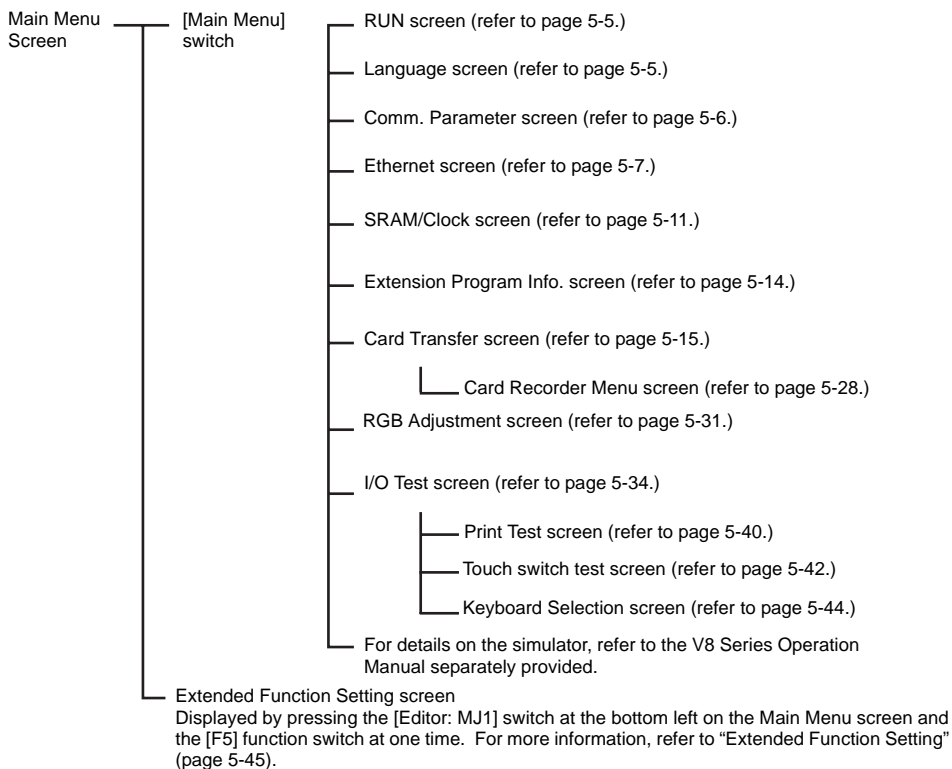 Main Menu
Screen
[Main Menu]
switch
RUN screen (refer to page 5-5.)
Language screen (refer to page 5-5.)
Comm. Parameter screen (refer to page 5-6.)
Ethernet screen (refer to page 5-7.)
SRAM/Clock screen (refer to page 5-11.)
Extension Program Info. screen (refer to page 5-14.)
Card Transfer screen (refer to page 5-15.)
Card Recorder Menu screen (refer to page 5-28.)
RGB Adjustment screen (refer to page 5-31.)
I/O Test screen (refer to page 5-34.)
Print Test screen (refer to page 5-40.)
Touch switch test screen (refer to page 5-42.)
Keyboard Selection screen (refer to page 5-44.)
For details on the simulator, refer to the V8 Series Operation
Manual separately provided.
Extended Function Setting screen
Displayed by pressing the [Editor: MJ1] switch at the bottom left on the Main Menu screen and
the [F5] function switch at one time.  For more information, refer to “Extended Function Setting”
(page 5-45).